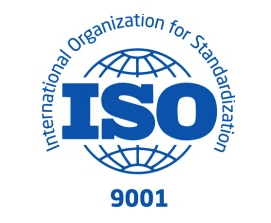 International Organization for Standardization
ISO
9001